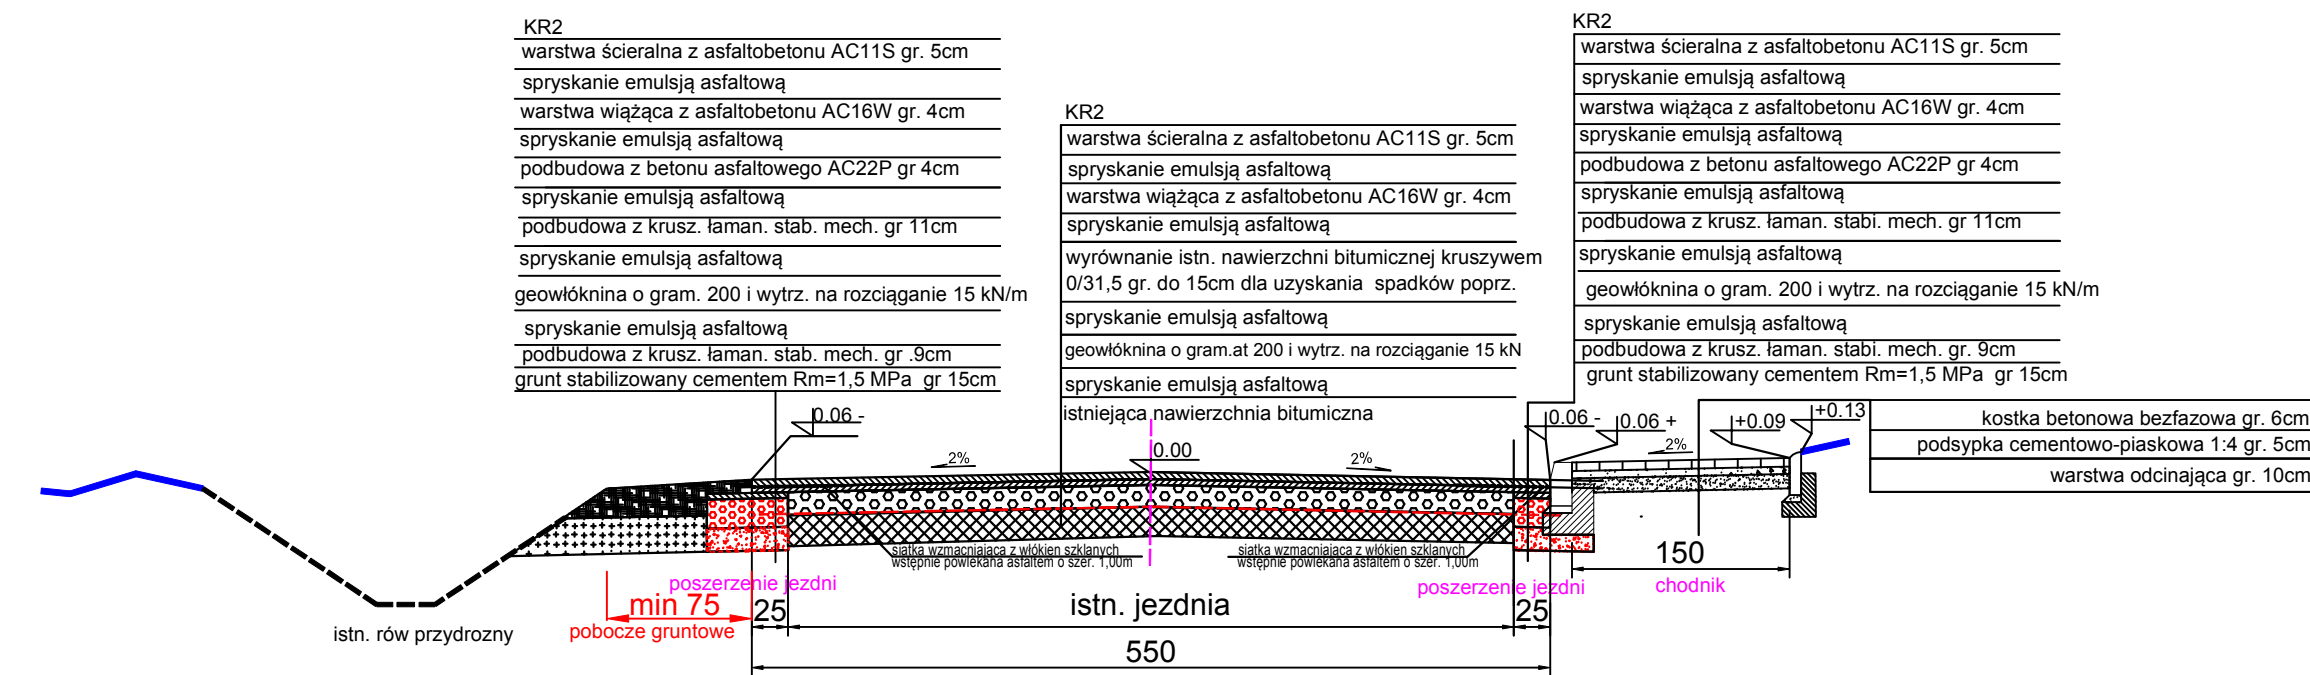 KR2
warstwa ścieralna z asfaltobetonu AC11S gr. 5cm
spryskanie emulsją asfaltową
warstwa wiążąca z asfaltobetonu AC16W gr. 4cm
spryskanie emulsją asfaltową
podbudowa z betonu asfaltowego AC22P gr 4cm
spryskanie emulsją asfaltową
podbudowa z krusz. łaman. stab. mech. gr 11cm
spryskanie emulsją asfaltową
geowłóknina o gram. 200 i wytrz. na rozciąganie 15 kN/m
spryskanie emulsją asfaltową
podbudowa z krusz. łaman. stab. mech. gr .9cm
grunt stabilizowany cementem Rm=1,5 MPa gr 15cm
KR2
warstwa ścieralna z asfaltobetonu AC11S gr. 5cm
spryskanie emulsją asfaltową
warstwa wiążąca z asfaltobetonu AC16W gr. 4cm
spryskanie emulsją asfaltową
wyrównanie istn. nawierzchni bitumicznej kruszywem
0/31,5 gr. do 15cm dla uzyskania spadków poprz.
spryskanie emulsją asfaltową
geowłóknina o gram.at 200 i wytrz. na rozciąganie 15 kN
spryskanie emulsją asfaltową
istniejąca nawierzchnia bitumiczna
KR2
warstwa ścieralna z asfaltobetonu AC11S gr. 5cm
spryskanie emulsją asfaltową
warstwa wiążąca z asfaltobetonu AC16W gr. 4cm
spryskanie emulsją asfaltową
podbudowa z betonu asfaltowego AC22P gr 4cm
spryskanie emulsją asfaltową
podbudowa z krusz. łaman. stabi. mech. gr 11cm
spryskanie emulsją asfaltową
geowłóknina o gram. 200 i wytrz. na rozciąganie 15 kN/m
spryskanie emulsją asfaltową
podbudowa z krusz. łaman. stabi. mech. gr. 9cm
grunt stabilizowany cementem Rm=1,5 MPa gr 15cm
kostka betonowa bezfazowa gr. 6cm
podsypka cementowo-piaskowa 1:4 gr. 5cm
warstwa odcinająca gr. 10cm
0.06 -
2%
0.00
2%
0.06 -
0.06 +
2%
+0.09
+0.13
siatka wzmacniajaca z włókien szklanych
wstępnie powlekana asfaltem o szer. 1,00m
siatka wzmacniajaca z włókien szklanych
wstępnie powlekana asfaltem o szer. 1,00m
poszerzenie jezdni
poszerzenie jezdni
150
chodnik
min 75
25
istn. jezdnia
25
pobocze gruntowe
istn. rów przydrozny
550